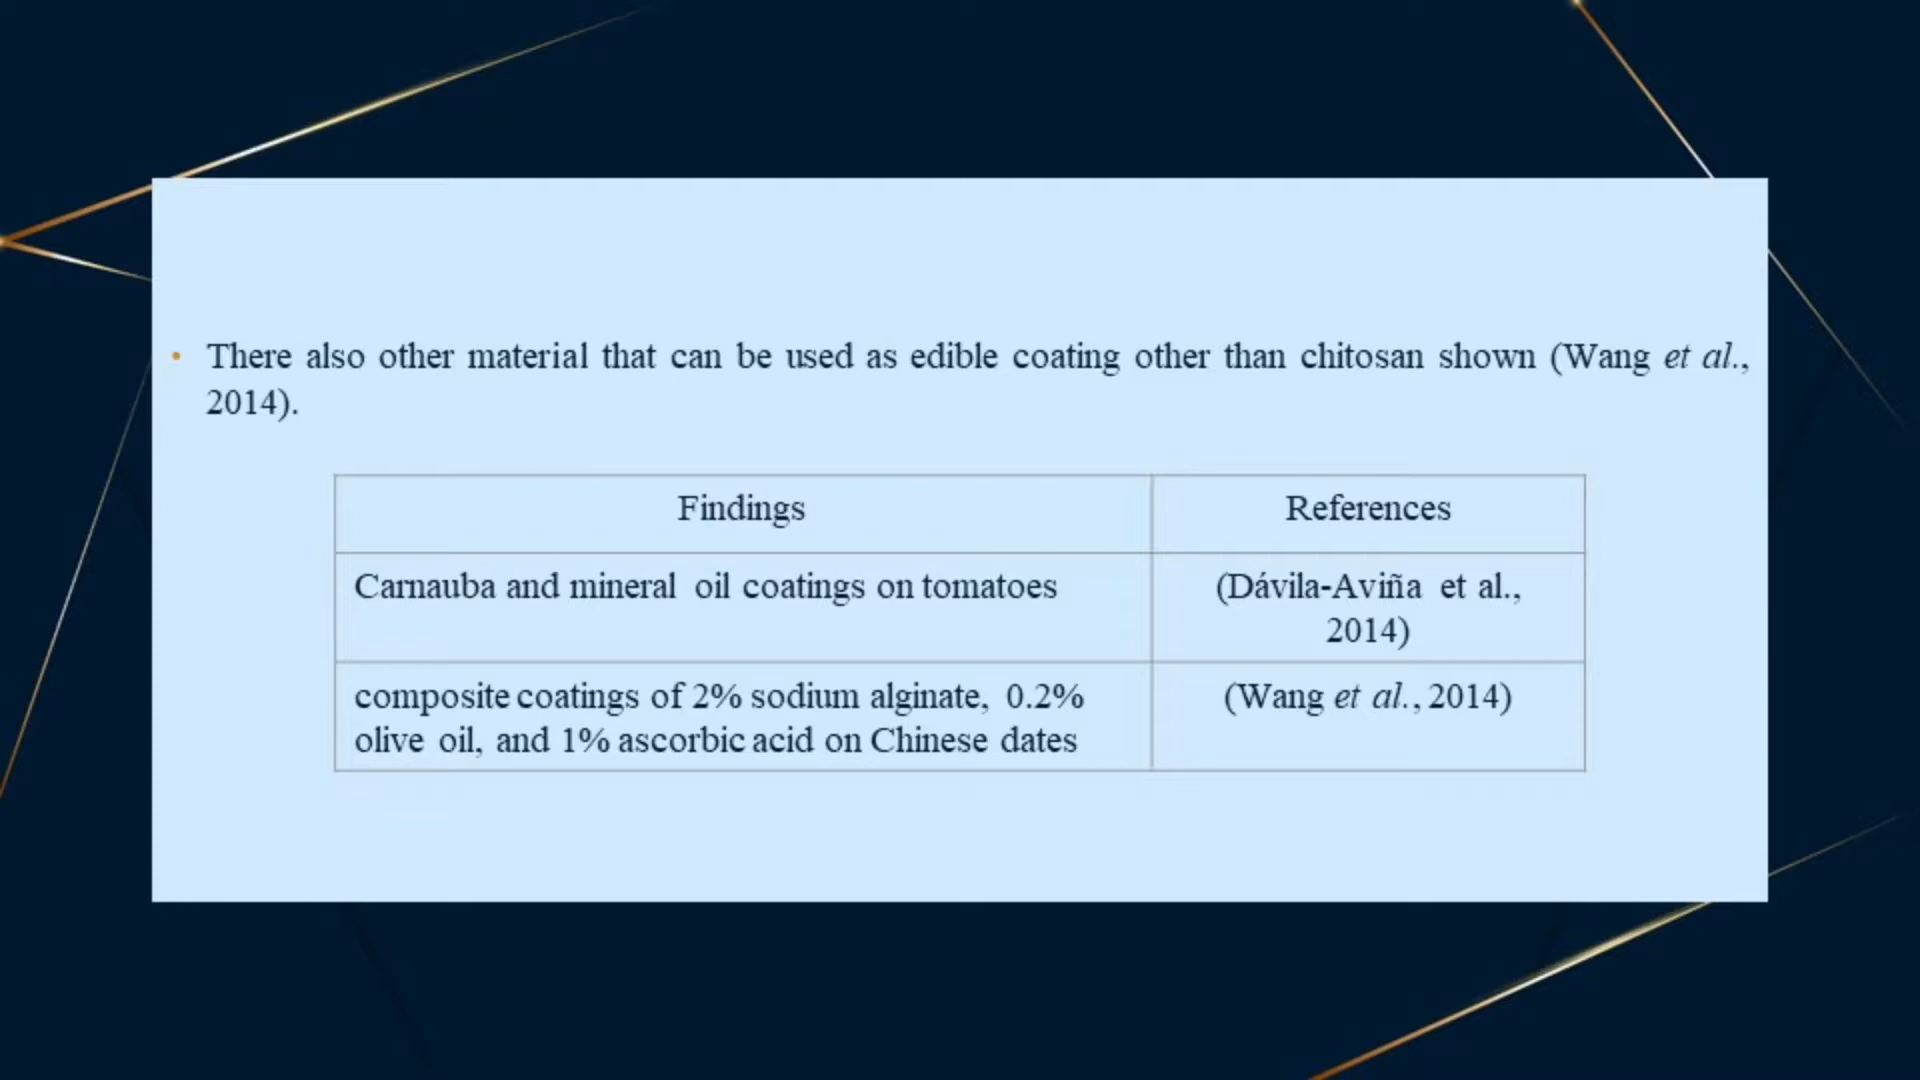 • There also other material that can be used as edible coating other than chitosan shown (Wang et al.,
2014).
Findings
References
Carnauba and mineral oil coatings on tomatoes
(Dávila-Aviña et al.,
2014)
composite coatings of 2% sodium alginate, 0.2%
olive oil, and 1% ascorbic acid on Chinese dates
(Wang et al., 2014)